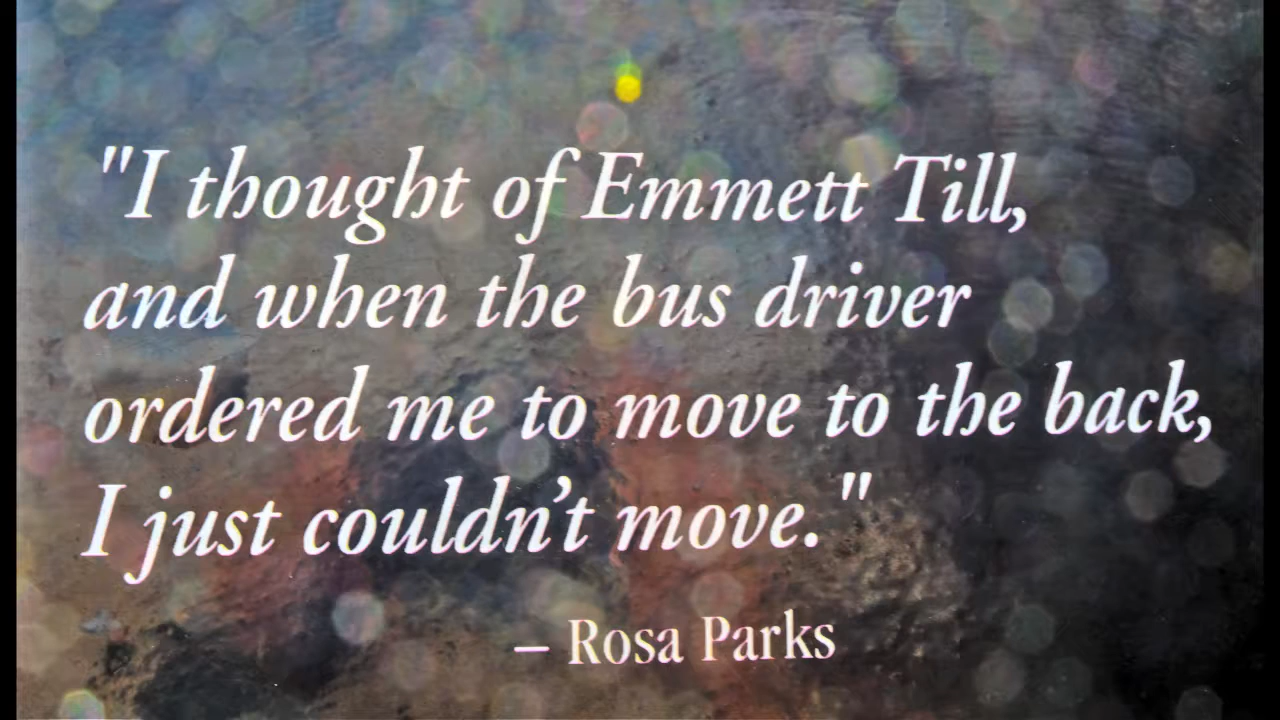 "I thought of Emmett Till,
and when the bus driver
ordered me to move to the back,
I just couldn’t move."
– Rosa Parks